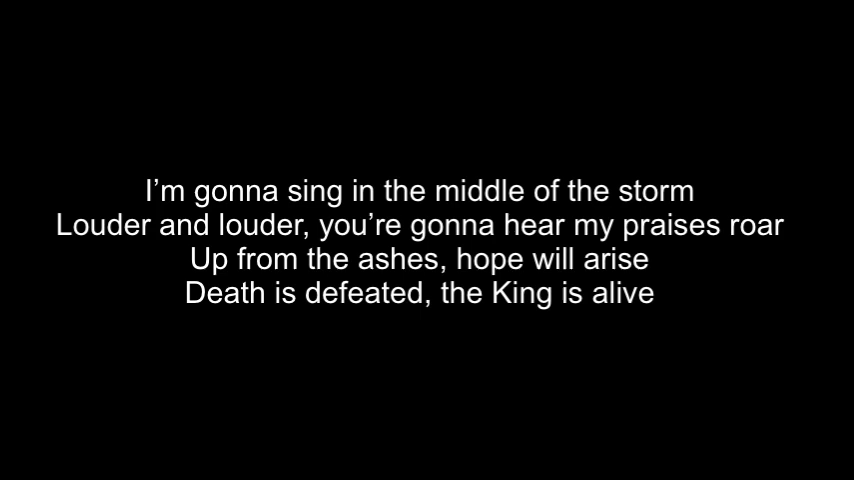 I’m gonna sing in the middle of the storm
Louder and louder, you’re gonna hear my praises roar
Up from the ashes, hope will arise
Death is defeated, the King is alive